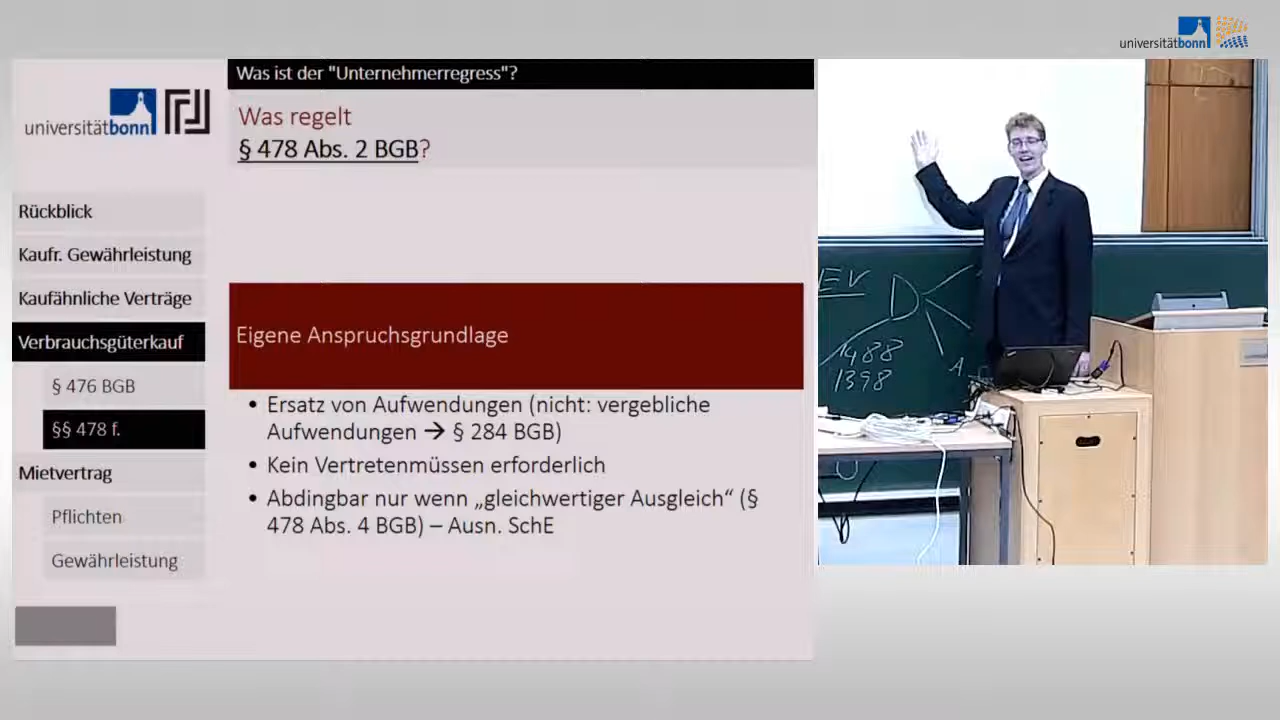 universitätbonn
Was ist der "Unternehmerregress"?
universitätbonn
Was regelt
§ 478 Abs. 2 BGB?
Rückblick
Kaufr. Gewährleistung
Kaufähnliche Verträge
Verbrauchsgüterkauf
§ 476 BGB
§§ 478 f.
Mietvertrag
Pflichten
Gewährleistung
Eigene Anspruchsgrundlage
• Ersatz von Aufwendungen (nicht: vergebliche
Aufwendungen → § 284 BGB)
• Kein Vertretenmüssen erforderlich
• Abdingbar nur wenn „gleichwertiger Ausgleich“ (§
478 Abs. 4 BGB) – Ausn. SchE
EV
D
1488
1398
A